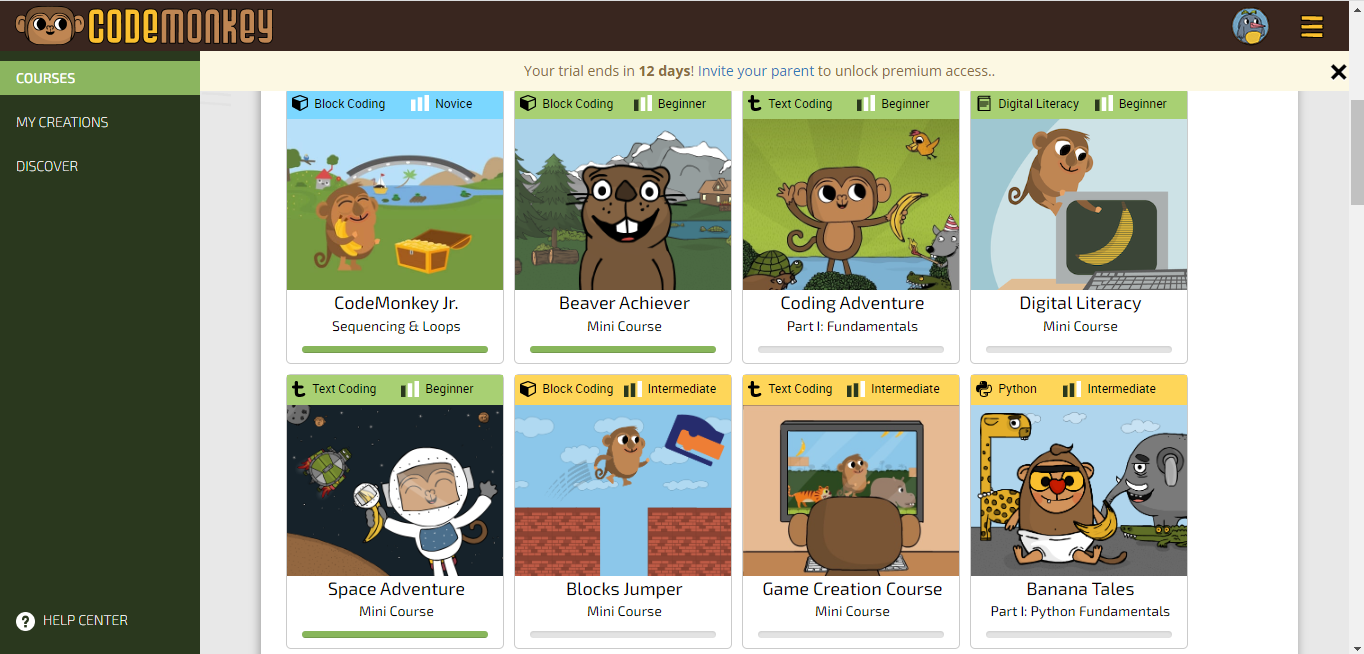 CODEMONKEY
COURSES
MY CREATIONS
DISCOVER
HELP CENTER
Your trial ends in 12 days! Invite your parent to unlock premium access..
Block Coding Novice
CodeMonkey Jr.
Sequencing & Loops
Block Coding Beginner
Beaver Achiever
Mini Course
Text Coding Beginner
Coding Adventure
Part I: Fundamentals
Digital Literacy Beginner
Digital Literacy
Mini Course
Text Coding Beginner
Space Adventure
Mini Course
Block Coding Intermediate
Blocks Jumper
Mini Course
Text Coding Intermediate
Game Creation Course
Mini Course
Python Intermediate
Banana Tales
Part I: Python Fundamentals